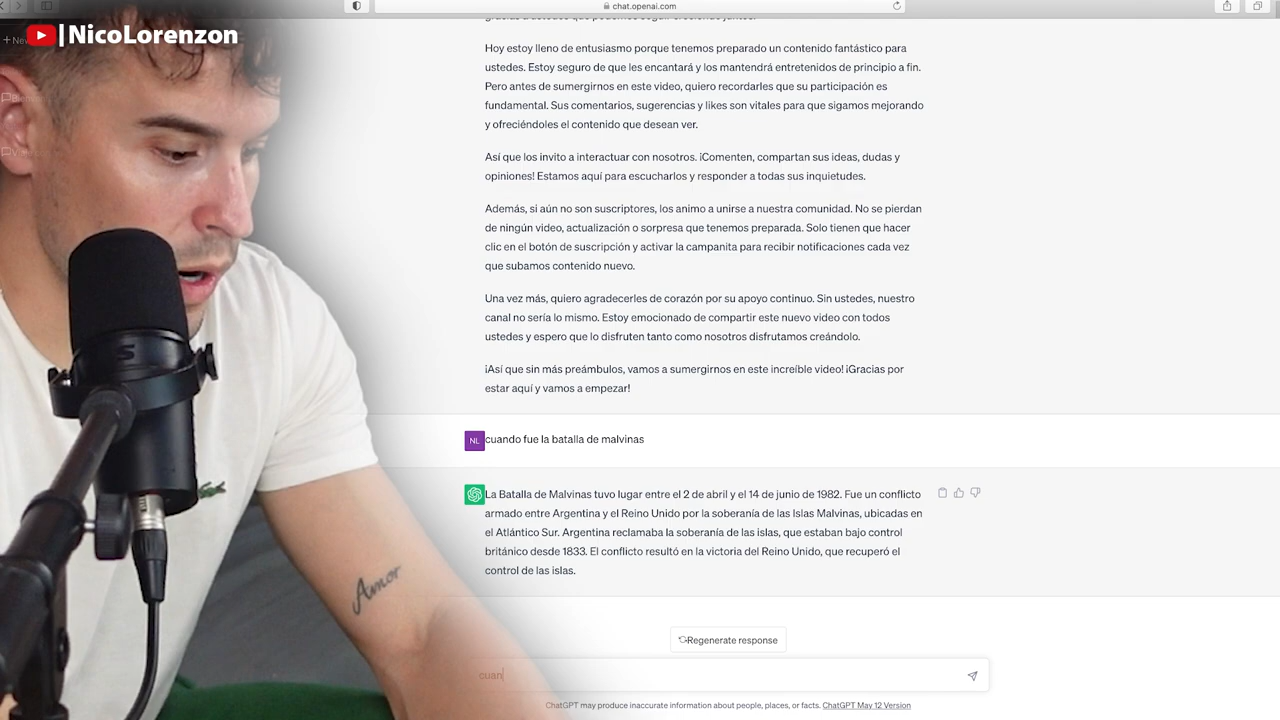 chat.openai.com
| NicoLorenzon
+ New
gracias a ustedes que podemos seguir creciendo juntos.
Hoy estoy lleno de entusiasmo porque tenemos preparado un contenido fantástico para
ustedes. Estoy seguro de que les encantará y los mantendrá entretenidos de principio a fin.
Pero antes de sumergirnos en este video, quiero recordarles que su participación es
fundamental. Sus comentarios, sugerencias y likes son vitales para que sigamos mejorando
y ofreciéndoles el contenido que desean ver.
Así que los invito a interactuar con nosotros. ¡Comenten, compartan sus ideas, dudas y
opiniones! Estamos aquí para escucharlos y responder a todas sus inquietudes.
Además, si aún no son suscriptores, los animo a unirse a nuestra comunidad. No se pierdan
de ningún video, actualización o sorpresa que tenemos preparada. Solo tienen que hacer
clic en el botón de suscripción y activar la campanita para recibir notificaciones cada vez
que subamos contenido nuevo.
Una vez más, quiero agradecerles de corazón por su apoyo continuo. Sin ustedes, nuestro
canal no sería lo mismo. Estoy emocionado de compartir este nuevo video con todos
ustedes y espero que lo disfruten tanto como nosotros disfrutamos creándolo.
¡Así que sin más preámbulos, vamos a sumergirnos en este increíble video! ¡Gracias por
estar aquí y vamos a empezar!
NL cuando fue la batalla de malvinas
La Batalla de Malvinas tuvo lugar entre el 2 de abril y el 14 de junio de 1982. Fue un conflicto
armado entre Argentina y el Reino Unido por la soberanía de las Islas Malvinas, ubicadas en
el Atlántico Sur. Argentina reclamaba la soberanía de las islas, que estaban bajo control
británico desde 1833. El conflicto resultó en la victoria del Reino Unido, que recuperó el
control de las islas.
Amor
Regenerate response
cuan
ChatGPT may produce inaccurate information about people, places, or facts. ChatGPT May 12 Version